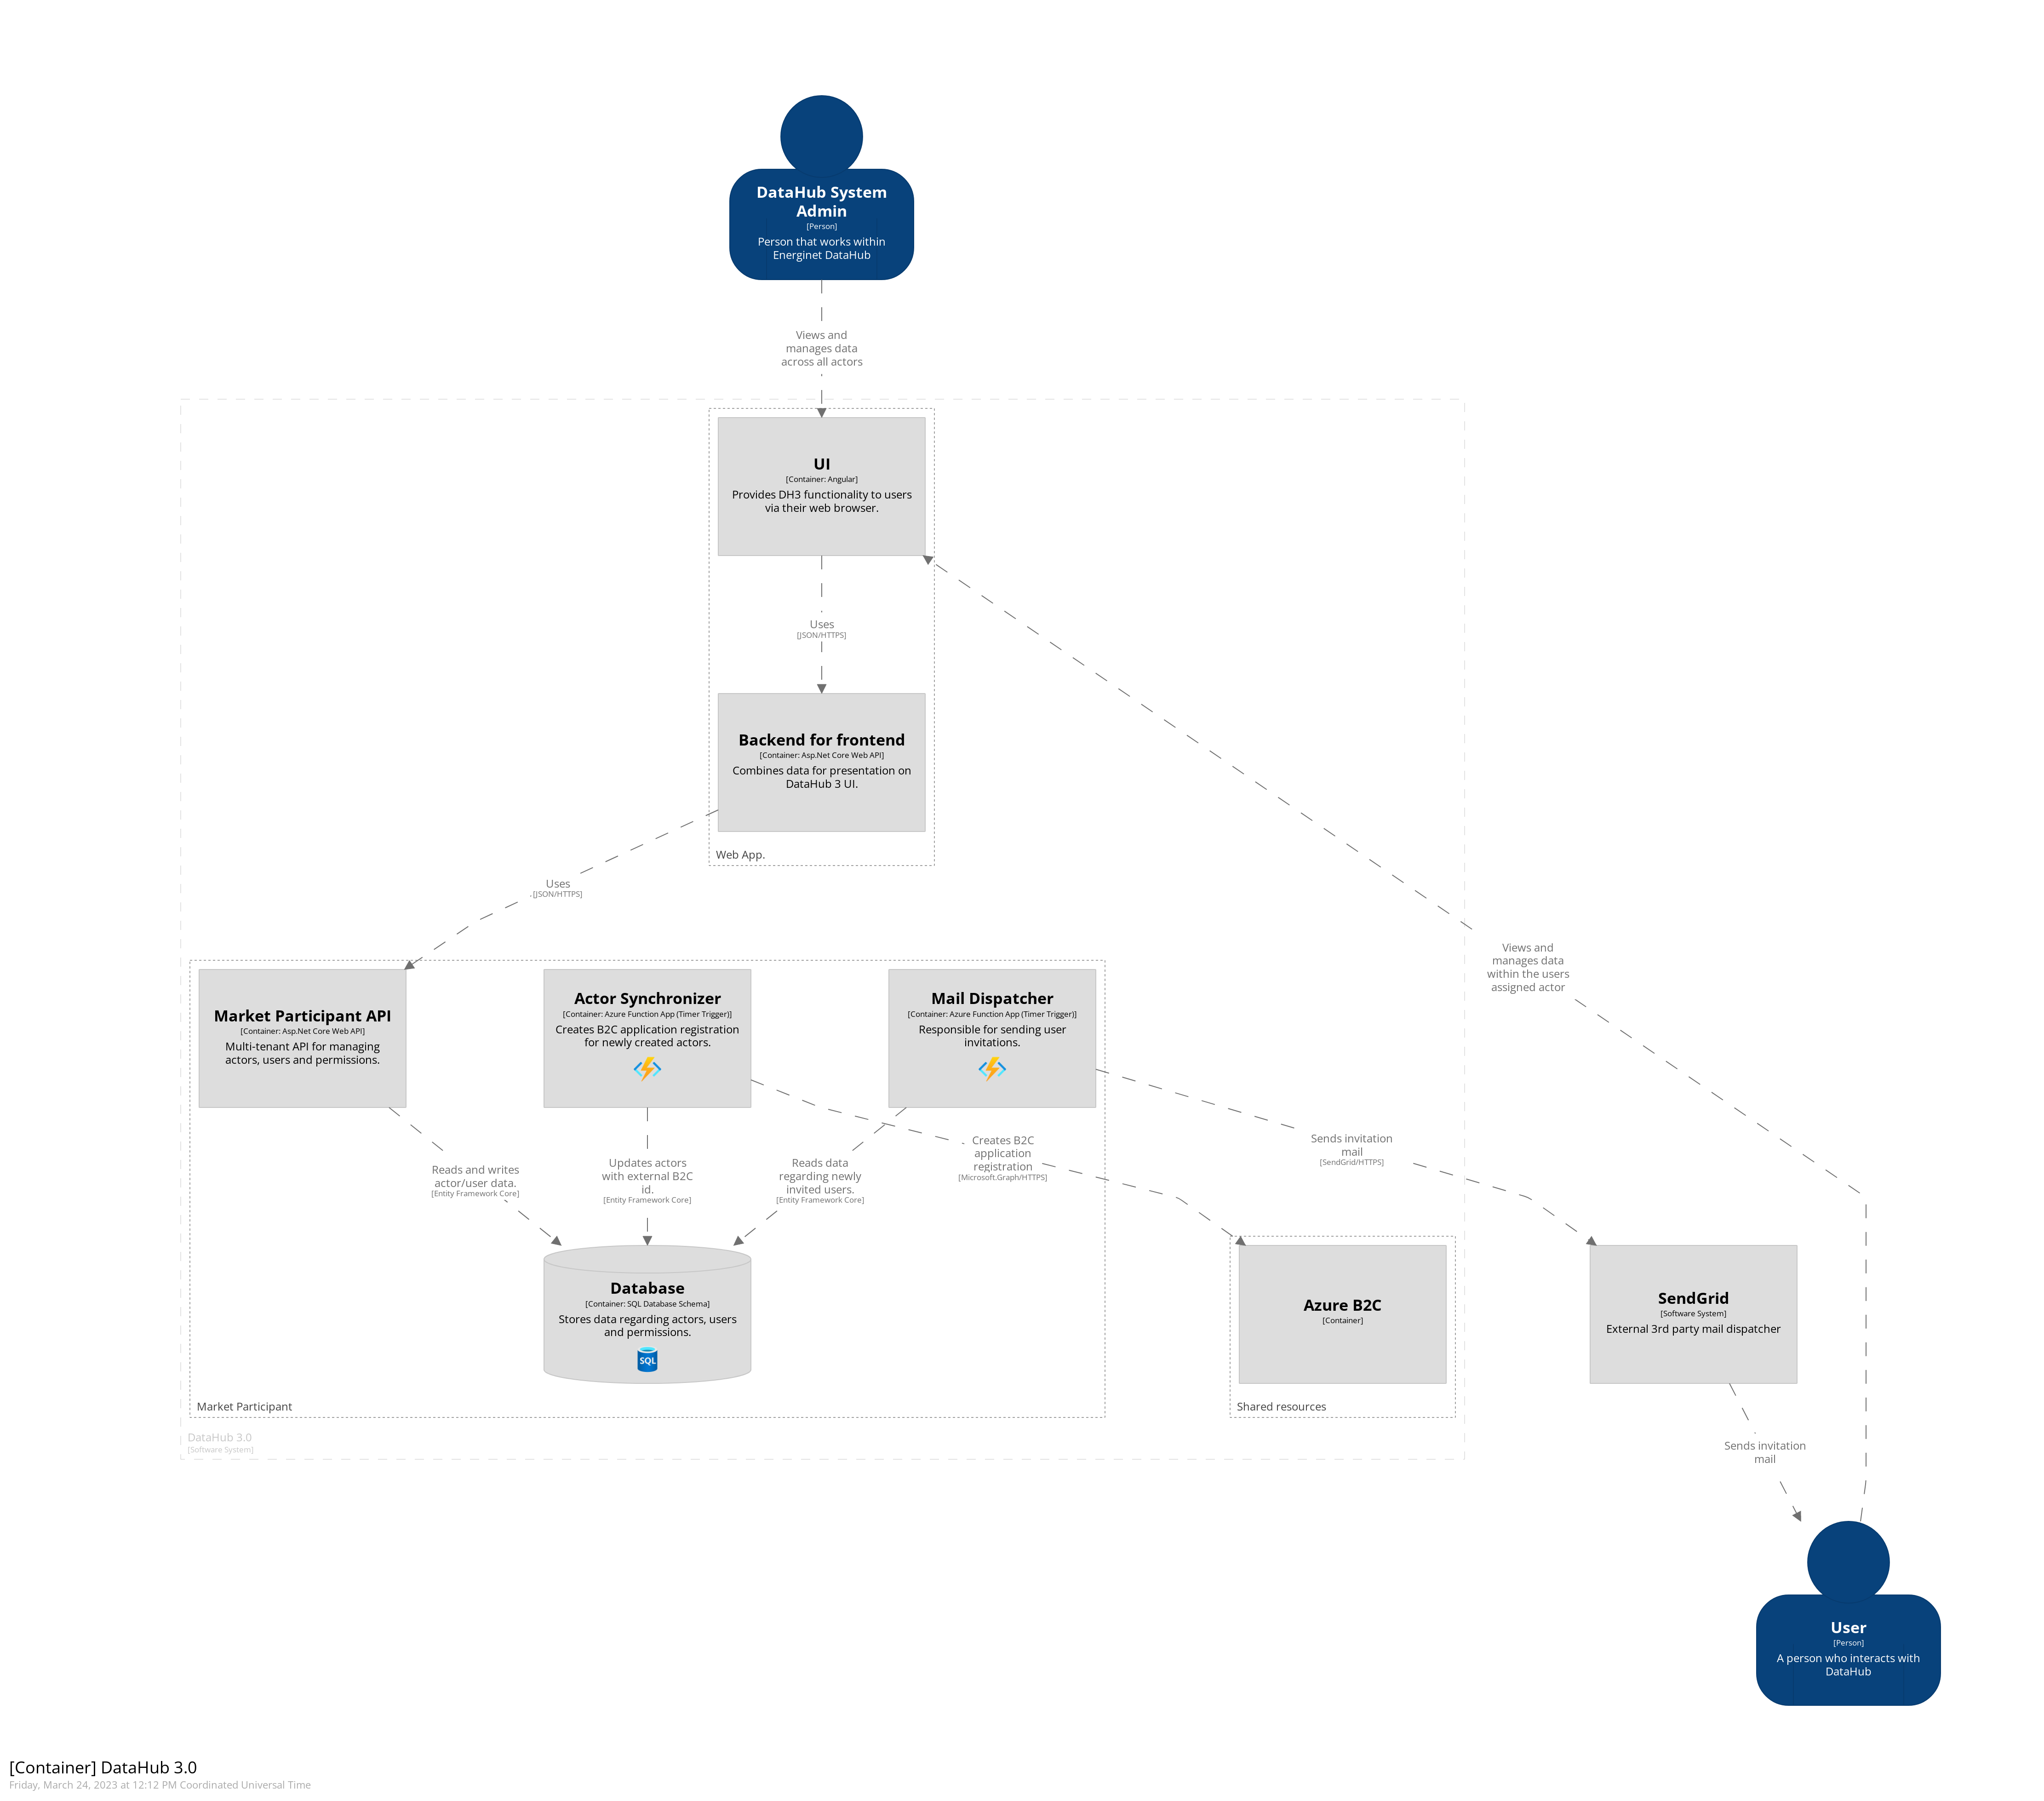 DataHub System
Admin
[Person]
Person that works within
Energinet DataHub
Views and
manages data
across all actors
UI
[Container: Angular]
Provides DH3 functionality to users
via their web browser.
Uses
[JSON/HTTPS]
Backend for frontend
[Container: Asp.Net Core Web API]
Combines data for presentation on
DataHub 3 UI.
Web App.
Uses
[JSON/HTTPS]
Views and
manages data
within the users
assigned actor
Market Participant API
[Container: Asp.Net Core Web API]
Multi-tenant API for managing
actors, users and permissions.
Actor Synchronizer
[Container: Azure Function App (Timer Trigger)]
Creates B2C application registration
for newly created actors.
Mail Dispatcher
[Container: Azure Function App (Timer Trigger)]
Responsible for sending user
invitations.
Reads and writes
actor/user data.
[Entity Framework Core]
Updates actors
with external B2C
id.
[Entity Framework Core]
Reads data
regarding newly
invited users.
[Entity Framework Core]
Creates B2C
application
registration
[Microsoft.Graph/HTTPS]
Sends invitation
mail
[SendGrid/HTTPS]
Database
[Container: SQL Database Schema]
Stores data regarding actors, users
and permissions.
SQL
Azure B2C
[Container]
SendGrid
[Software System]
External 3rd party mail dispatcher
Market Participant
Shared resources
DataHub 3.0
[Software System]
Sends invitation
mail
User
[Person]
A person who interacts with
DataHub
[Container] DataHub 3.0
Friday, March 24, 2023 at 12:12 PM Coordinated Universal Time